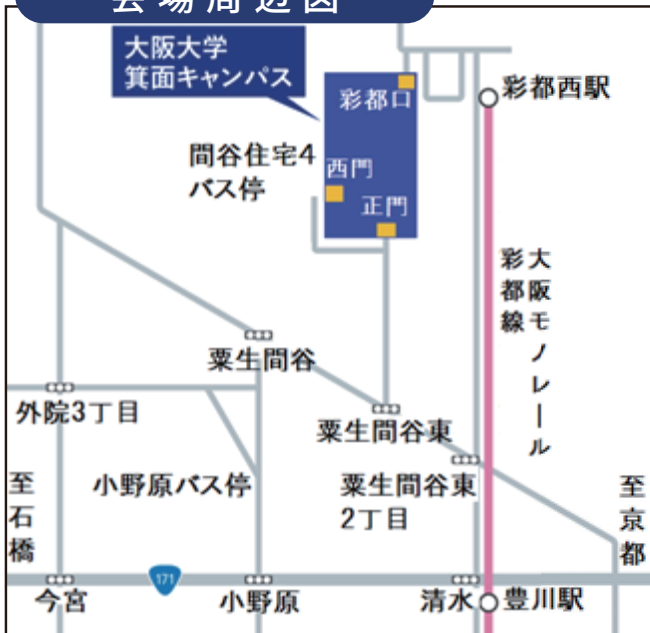 会場周辺図
大阪大学
箕面キャンパス
彩都口
彩都西駅
間谷住宅4
バス停
西門
正門
大阪モノレール
彩都線
粟生間谷
外院3丁目
粟生間谷東
小野原バス停
粟生間谷東
2丁目
至石橋
至京都
171
今宮
小野原
清水
豊川駅